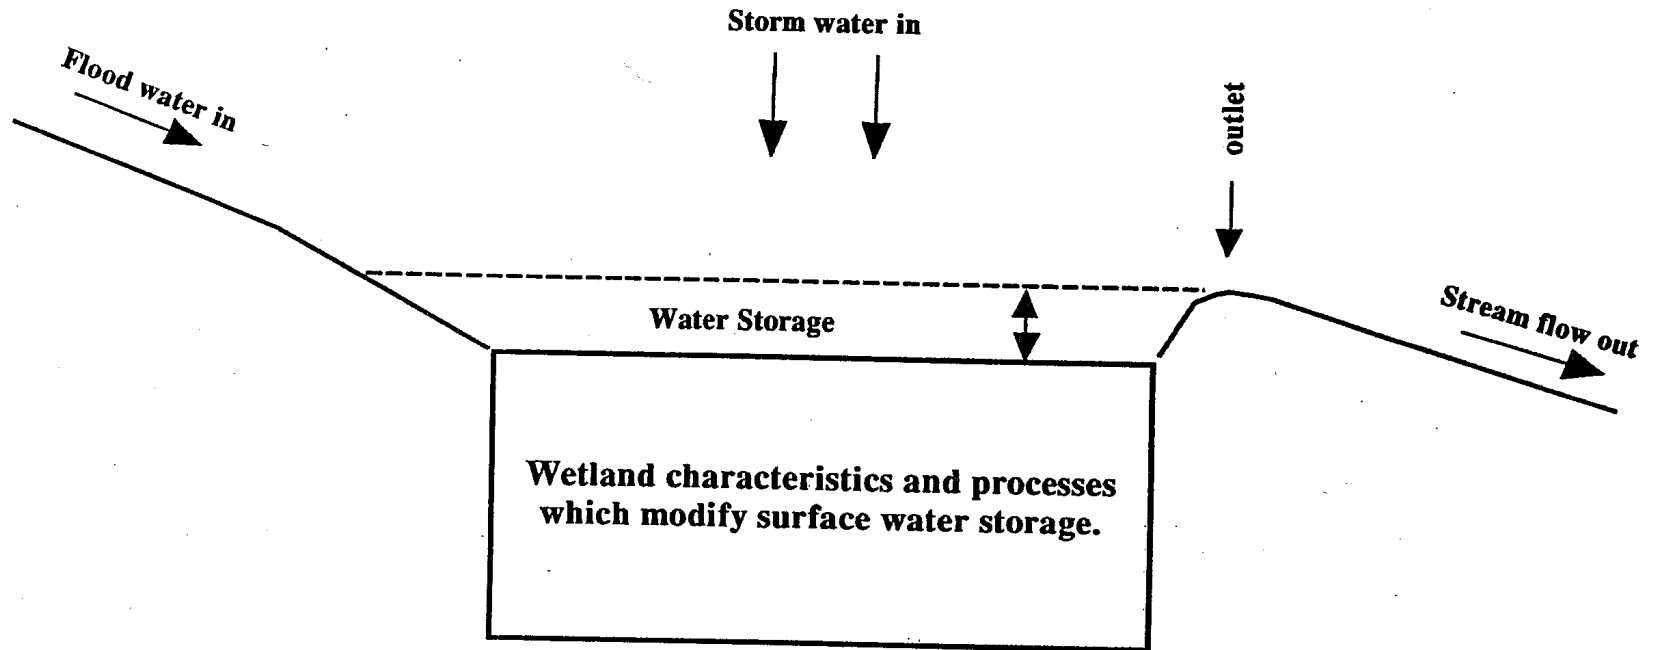 Storm water in
Flood water in
outlet
Water Storage
Stream flow out
Wetland characteristics and processes
which modify surface water storage.